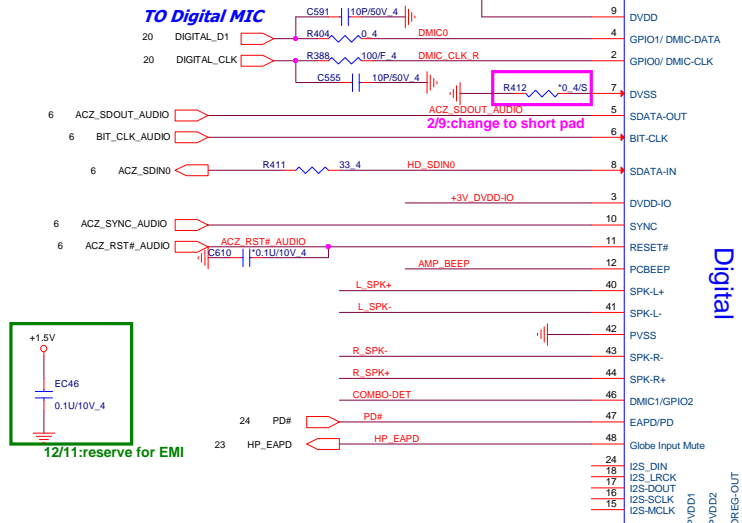 TO Digital MIC
C591 10P/50V_4
9 DVDD
20 DIGITAL_D1 R404 0_4 DMIC0 4 GPIO1/ DMIC-DATA
20 DIGITAL_CLK R388 100/F_4 DMIC_CLK_R 2 GPIO0/ DMIC-CLK
C555 10P/50V_4
R412 *0_4/S 7 DVSS
6 ACZ_SDOUT_AUDIO ACZ_SDOUT_AUDIO 5 SDATA-OUT
2/9:change to short pad
6 BIT_CLK_AUDIO 6 BIT-CLK
6 ACZ_SDIN0 R411 33_4 HD_SDIN0 8 SDATA-IN
+3V_DVDD-IO 3 DVDD-IO
6 ACZ_SYNC_AUDIO 10 SYNC
6 ACZ_RST#_AUDIO ACZ_RST#_AUDIO 11 RESET#
C610 *0.1U/10V_4
AMP_BEEP 12 PCBEEP
Digital
L_SPK+ 40 SPK-L+
L_SPK- 41 SPK-L-
42 PVSS
R_SPK- 43 SPK-R-
R_SPK+ 44 SPK-R+
COMBO-DET 46 DMIC1/GPIO2
24 PD# PD# 47 EAPD/PD
23 HP_EAPD HP_EAPD 48 Globe Input Mute
+1.5V
EC46
0.1U/10V_4
12/11:reserve for EMI
24 I2S_DIN
18 I2S_LRCK
17 I2S-DOUT
16 I2S-SCLK
15 I2S-MCLK
PVDD1
PVDD2
OREG-OUT